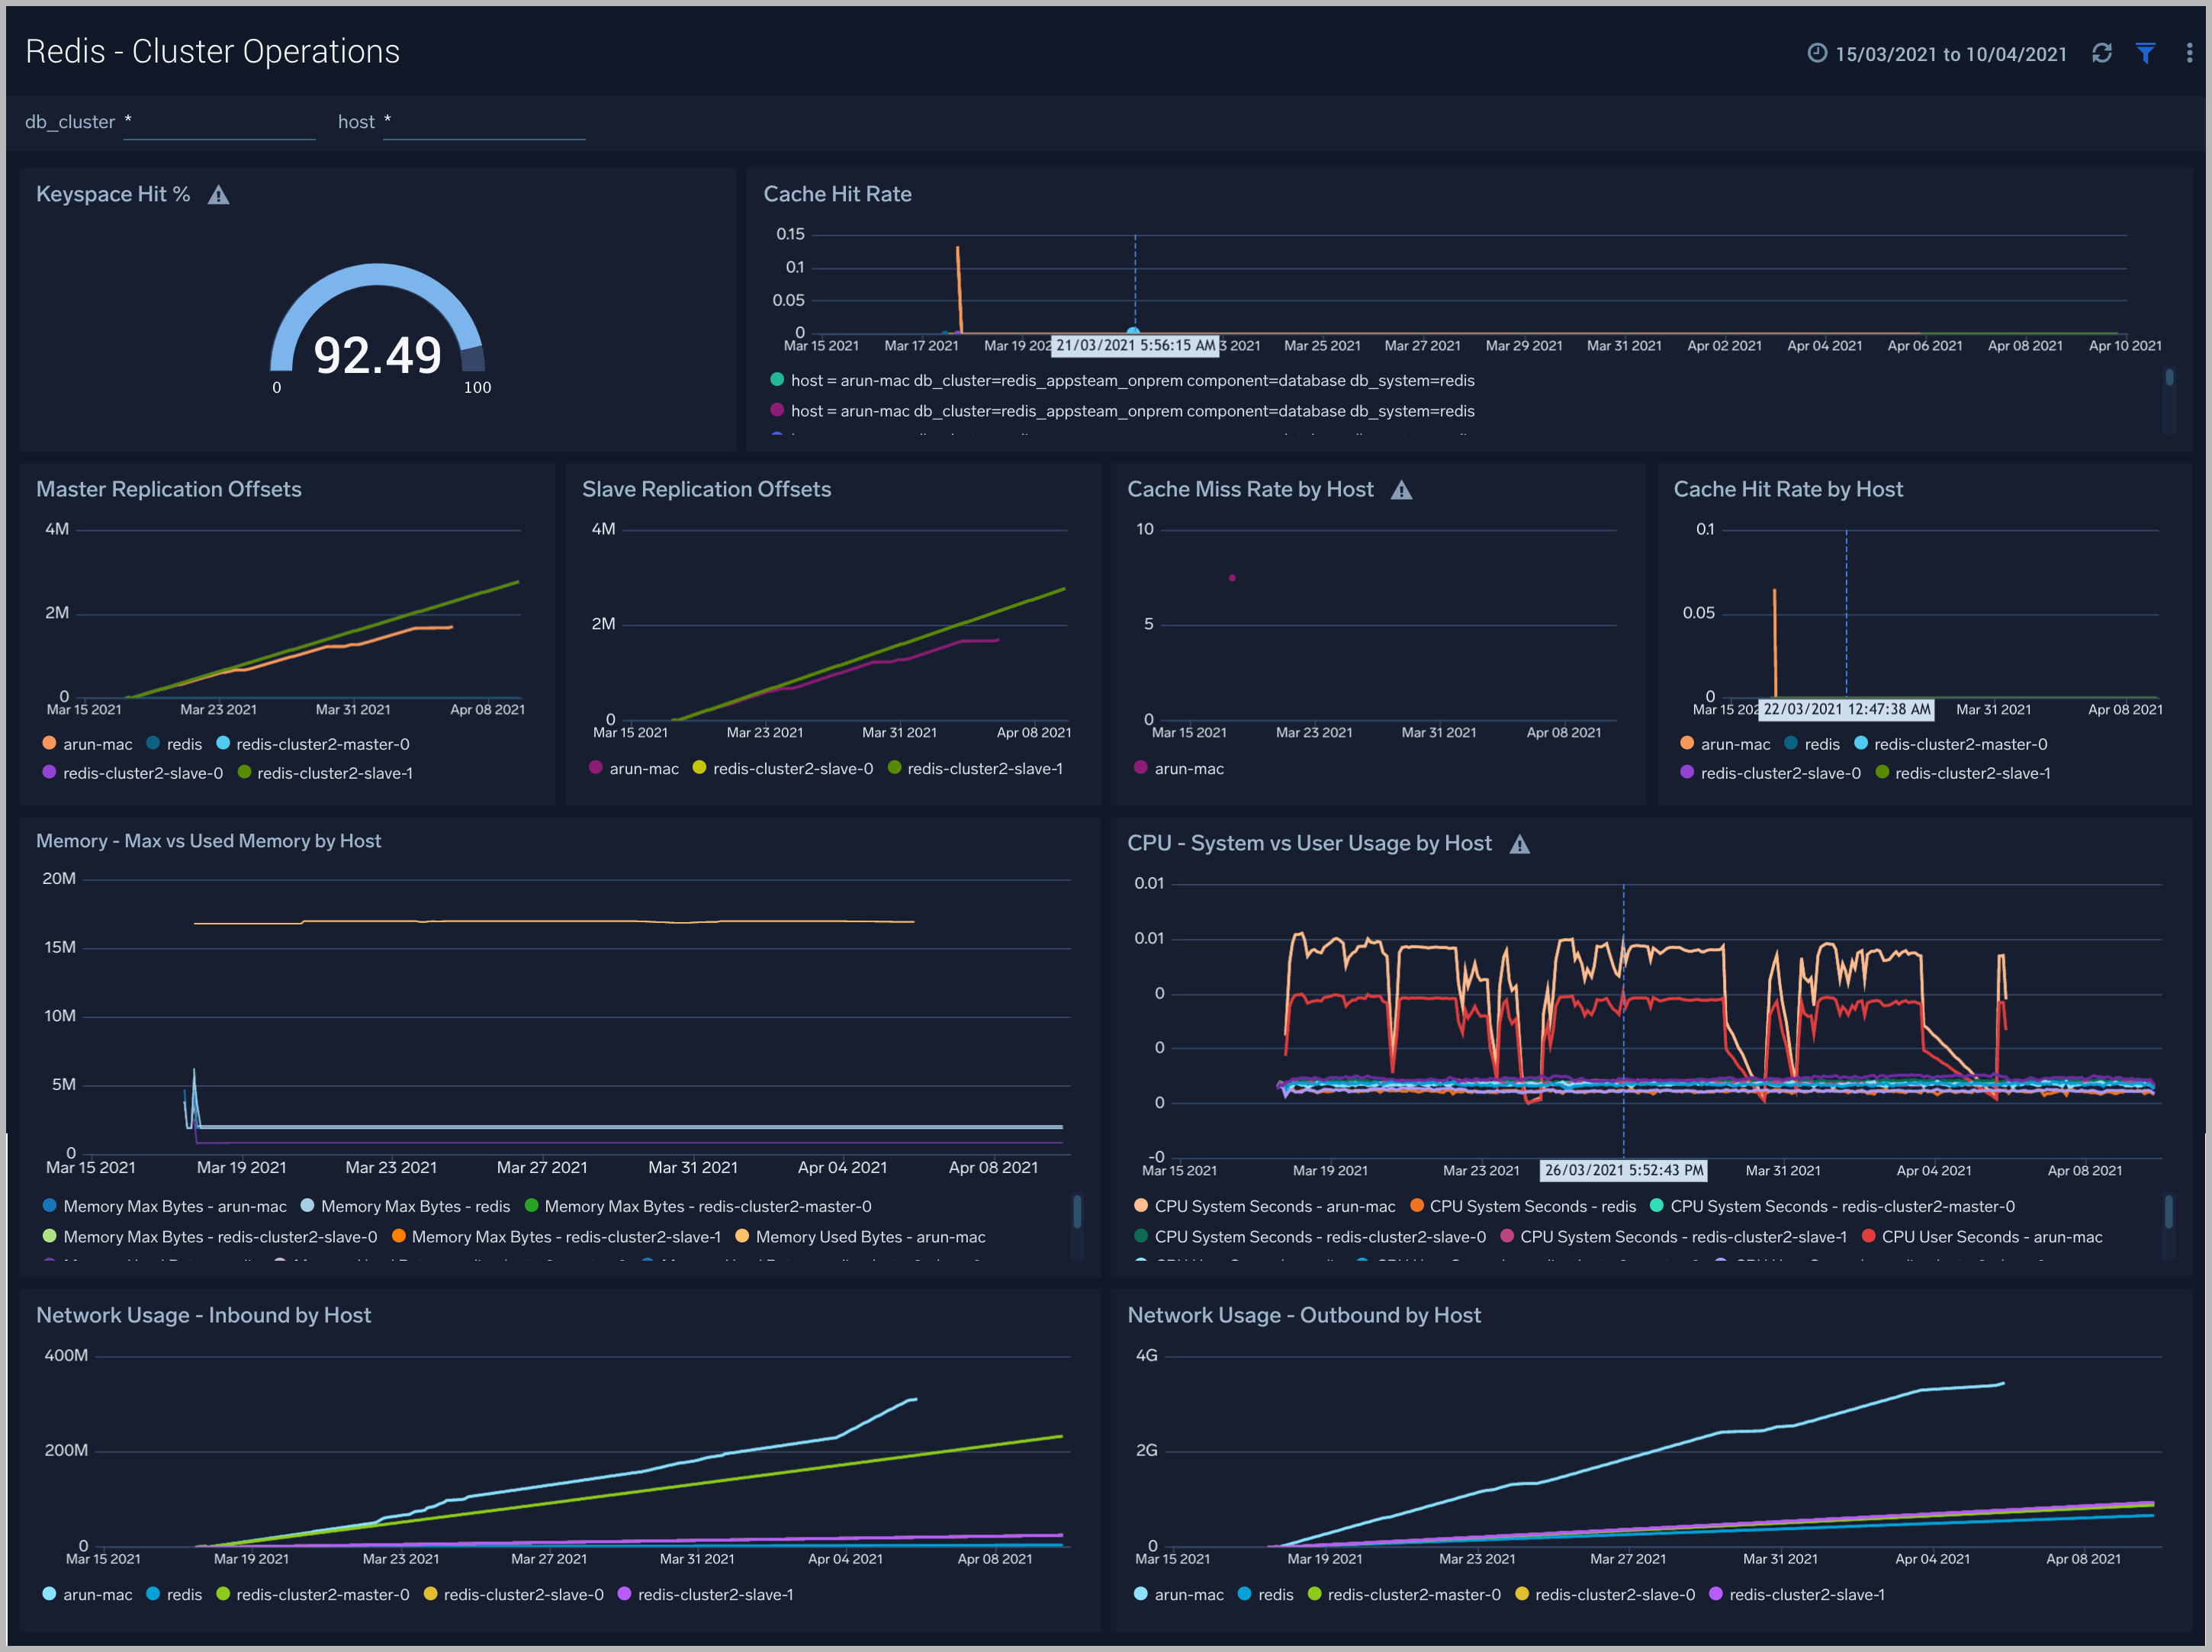 Redis - Cluster Operations
15/03/2021 to 10/04/2021
db_cluster *
host *
Keyspace Hit %
92.49
0
100
Cache Hit Rate
0.15
0.1
0.05
0
Mar 15 2021 Mar 17 2021 Mar 19 202 21/03/2021 5:56:15 AM 3 2021 Mar 25 2021 Mar 27 2021 Mar 29 2021 Mar 31 2021 Apr 02 2021 Apr 04 2021 Apr 06 2021 Apr 08 2021 Apr 10 2021
host = arun-mac db_cluster=redis_appsteam_onprem component=database db_system=redis
host = arun-mac db_cluster=redis_appsteam_onprem component=database db_system=redis
Master Replication Offsets
4M
2M
0
Mar 15 2021 Mar 23 2021 Mar 31 2021 Apr 08 2021
arun-mac redis redis-cluster2-master-0
redis-cluster2-slave-0 redis-cluster2-slave-1
Slave Replication Offsets
4M
2M
0
Mar 15 2021 Mar 23 2021 Mar 31 2021 Apr 08 2021
arun-mac redis-cluster2-slave-0 redis-cluster2-slave-1
Cache Miss Rate by Host
10
5
0
Mar 15 2021 Mar 23 2021 Mar 31 2021 Apr 08 2021
arun-mac
Cache Hit Rate by Host
0.1
0.05
0
Mar 15 202 22/03/2021 12:47:38 AM Mar 31 2021 Apr 08 2021
arun-mac redis redis-cluster2-master-0
redis-cluster2-slave-0 redis-cluster2-slave-1
Memory - Max vs Used Memory by Host
20M
15M
10M
5M
0
Mar 15 2021 Mar 19 2021 Mar 23 2021 Mar 27 2021 Mar 31 2021 Apr 04 2021 Apr 08 2021
Memory Max Bytes - arun-mac Memory Max Bytes - redis Memory Max Bytes - redis-cluster2-master-0
Memory Max Bytes - redis-cluster2-slave-0 Memory Max Bytes - redis-cluster2-slave-1 Memory Used Bytes - arun-mac
CPU - System vs User Usage by Host
0.01
0.01
0
0
0
-0
Mar 15 2021 Mar 19 2021 Mar 23 2021 26/03/2021 5:52:43 PM Mar 31 2021 Apr 04 2021 Apr 08 2021
CPU System Seconds - arun-mac CPU System Seconds - redis CPU System Seconds - redis-cluster2-master-0
CPU System Seconds - redis-cluster2-slave-0 CPU System Seconds - redis-cluster2-slave-1 CPU User Seconds - arun-mac
Network Usage - Inbound by Host
400M
200M
0
Mar 15 2021 Mar 19 2021 Mar 23 2021 Mar 27 2021 Mar 31 2021 Apr 04 2021 Apr 08 2021
arun-mac redis redis-cluster2-master-0 redis-cluster2-slave-0 redis-cluster2-slave-1
Network Usage - Outbound by Host
4G
2G
0
Mar 15 2021 Mar 19 2021 Mar 23 2021 Mar 27 2021 Mar 31 2021 Apr 04 2021 Apr 08 2021
arun-mac redis redis-cluster2-master-0 redis-cluster2-slave-0 redis-cluster2-slave-1